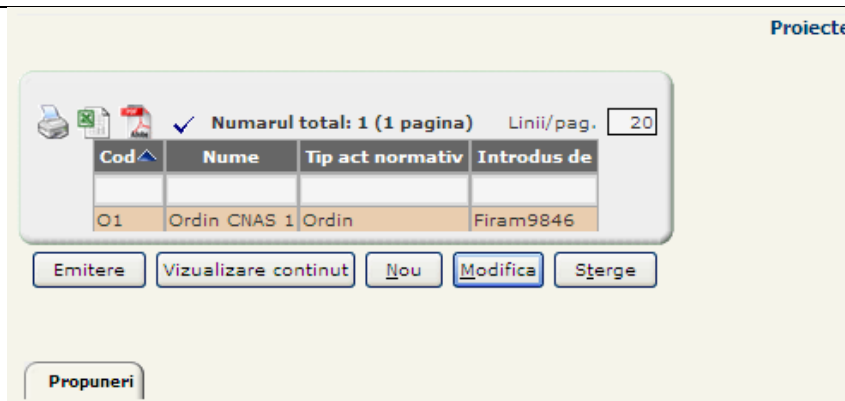 Proiecte
Numarul total: 1 (1 pagina) Linii/pag. 20
Cod Nume Tip act normativ Introdus de
O1 Ordin CNAS 1 Ordin Firam9846
Emitere Vizualizare continut Nou Modifica Sterge
Propuneri